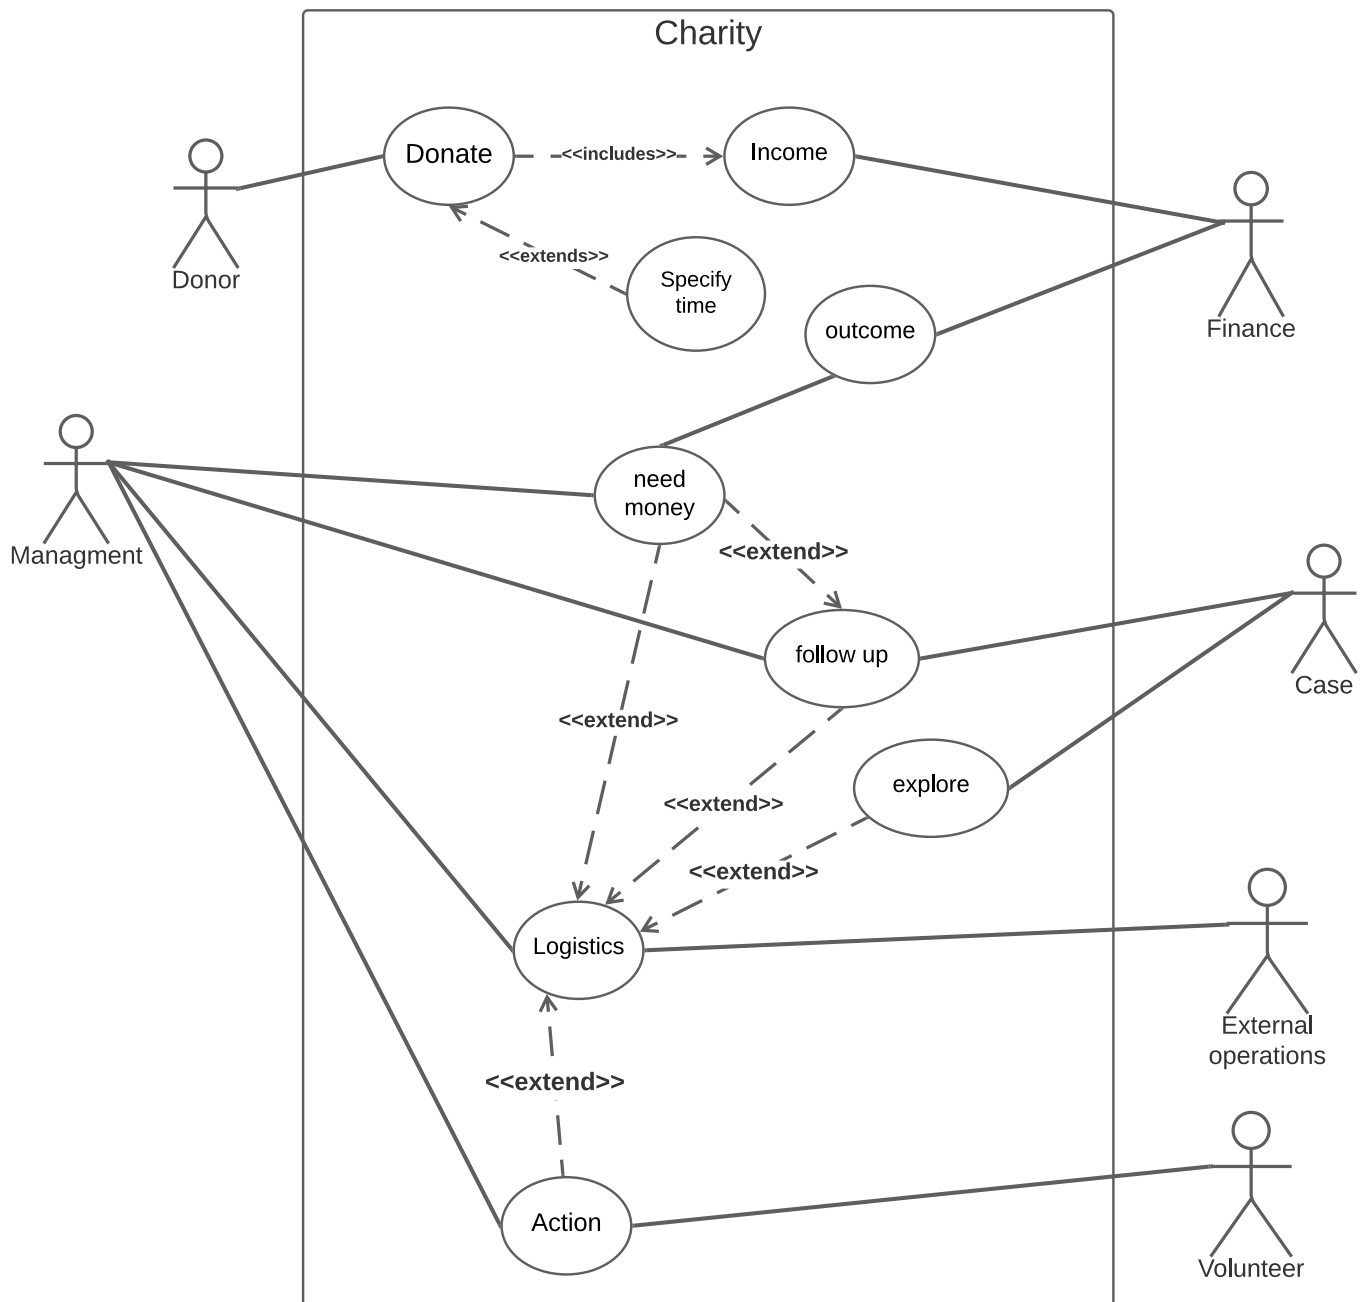 Charity
Donate
<<includes>>
Income
Donor
<<extends>>
Specify
time
outcome
Finance
Managment
need
money
<<extend>>
follow up
Case
<<extend>>
explore
<<extend>>
<<extend>>
Logistics
External
operations
<<extend>>
Action
Volunteer